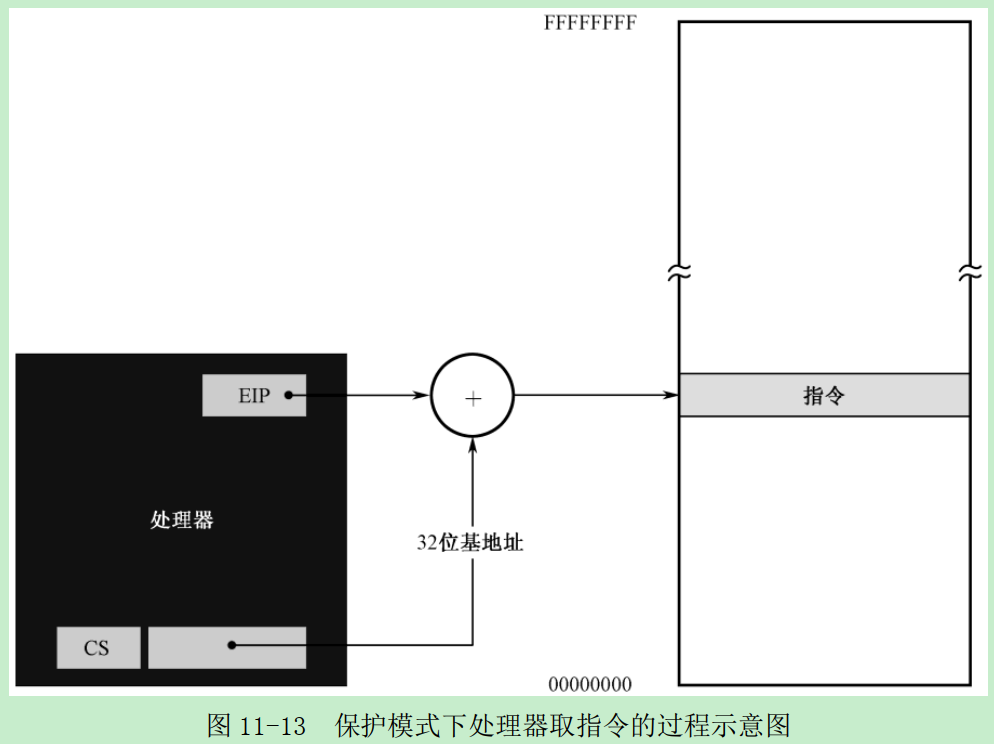 FFFFFFFF
EIP
+
指令
处理器
32位基地址
CS
00000000
图 11-13 保护模式下处理器取指令的过程示意图